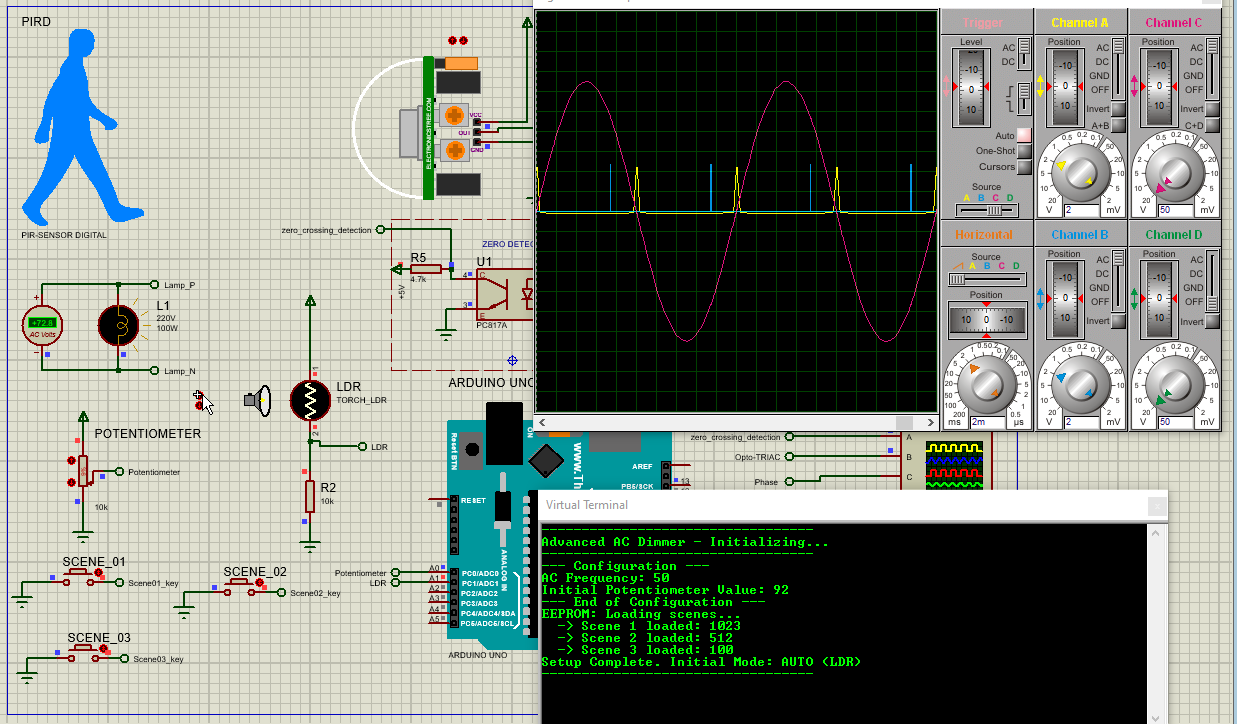 PIRD
PIR-SENSOR DIGITAL
ELECTRONICSTREE.COM
VCC
OUT
GND
zero_crossing_detection
ZERO DETEC
R5
4.7k
+5V
U1
4
C
3
E
PC817A
Lamp_P
L1
220V
100W
+72.8
AC Volts
Lamp_N
LDR
TORCH_LDR
1
2
LDR
R2
10k
POTENTIOMETER
Potentiometer
10k
SCENE_01
Scene01_key
SCENE_02
Scene02_key
SCENE_03
Scene03_key
ARDUINO UNO
Reset BTN
ON
www.Th
AREF
PB5/SCK
13
RESET
ANALOG IN
Potentiometer
LDR
A0
A1
A2
A3
A4
A5
PC0/ADC0
PC1/ADC1
PC2/ADC2
PC3/ADC3
PC4/ADC4/SDA
PC5/ADC5/SCL
ARDUINO UNO
zero_crossing_detection
Opto-TRIAC
Phase
A
B
C
Trigger
Level
AC
DC
Auto
One-Shot
Cursors
Source
A B C D
Horizontal
Source
A B C D
Position
10 0 -10
2m
ms
µs
Channel A
Position
AC
DC
GND
OFF
Invert
A+B
V
2
mV
Channel B
Position
AC
DC
GND
OFF
Invert
V
2
mV
Channel C
Position
AC
DC
GND
OFF
Invert
C+D
V
50
mV
Channel D
Position
AC
DC
GND
OFF
Invert
V
50
mV
Virtual Terminal
Advanced AC Dimmer - Initializing...
--- Configuration ---
AC Frequency: 50
Initial Potentiometer Value: 92
--- End of Configuration ---
EEPROM: Loading scenes...
-> Scene 1 loaded: 1023
-> Scene 2 loaded: 512
-> Scene 3 loaded: 100
Setup Complete. Initial Mode: AUTO (LDR)